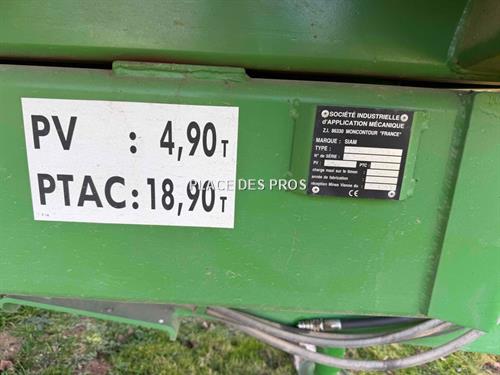 PV : 4,90 T
PTAC : 18,90 T
PLACE DES PROS
SOCIÉTÉ INDUSTRIELLE
d'APPLICATION MÉCANIQUE
Z.I. 86330 MONCONTOUR "FRANCE"
MARQUE : SIAM
TYPE :
N° de SÉRIE :
PV : PTC :
charge maxi sur le timon
année de fabrication :
réception Mines Vienne du
CE